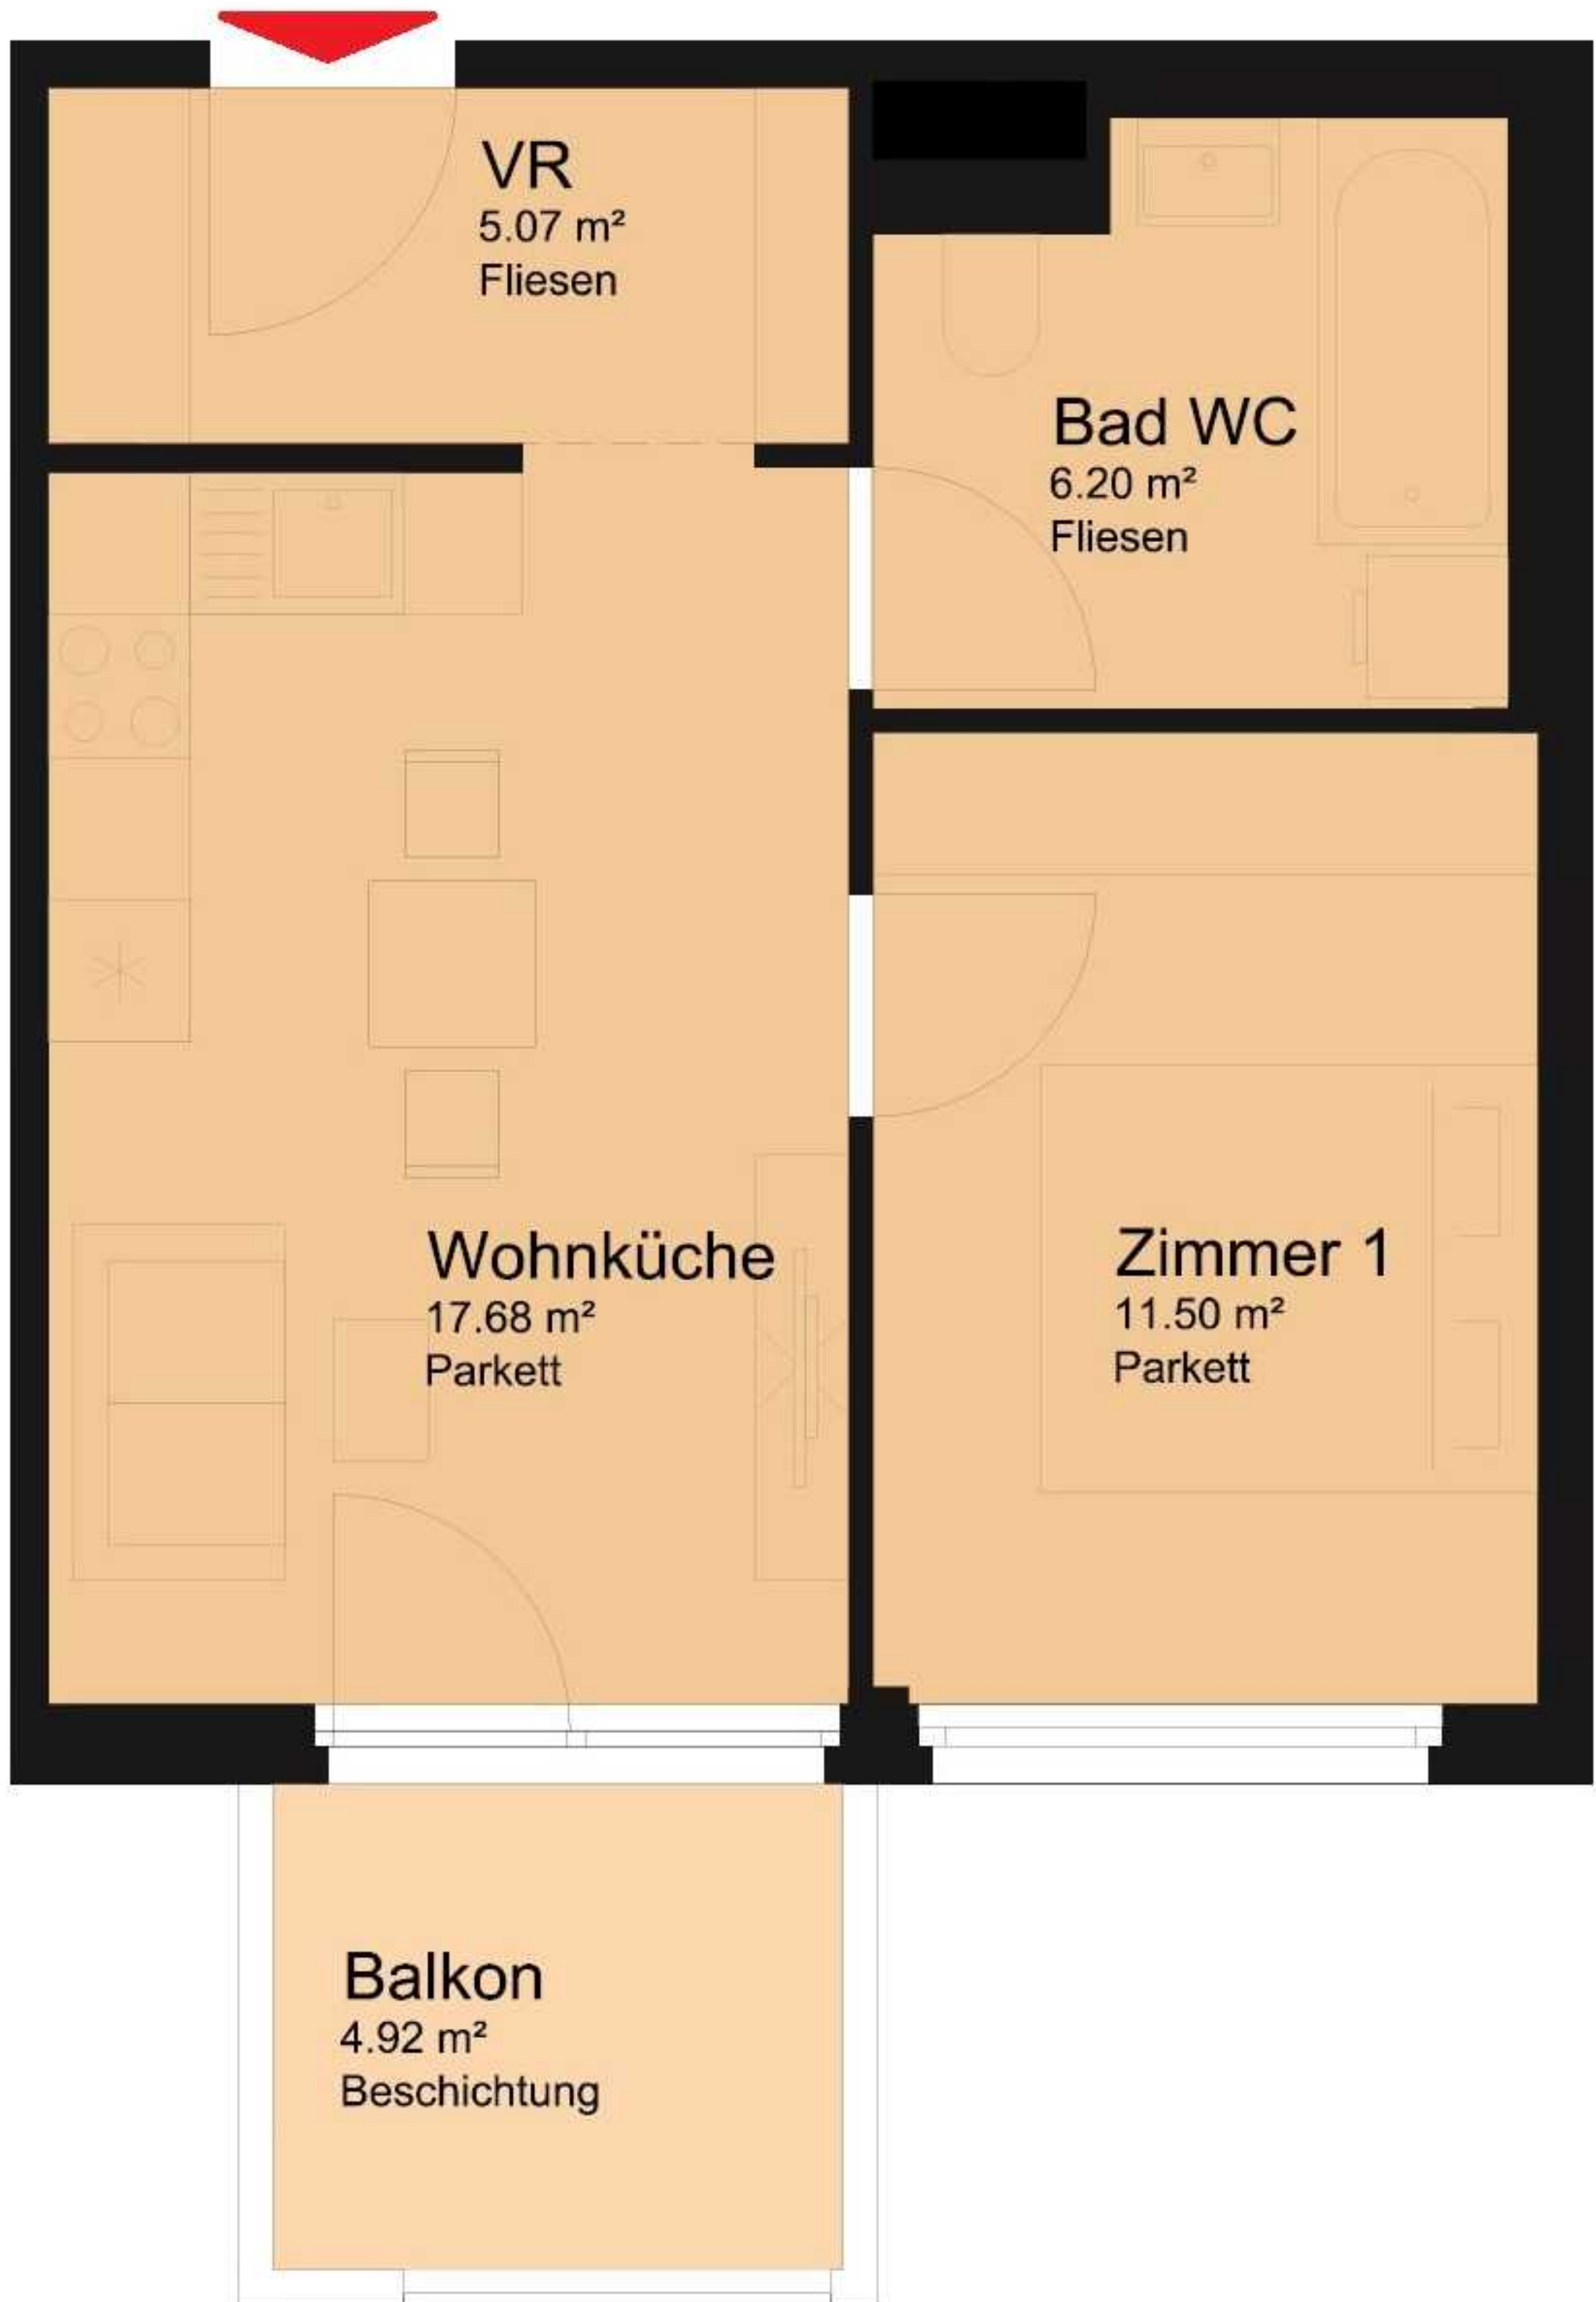 VR
5.07 m²
Fliesen
Bad WC
6.20 m²
Fliesen
Wohnküche
17.68 m²
Parkett
Zimmer 1
11.50 m²
Parkett
Balkon
4.92 m²
Beschichtung